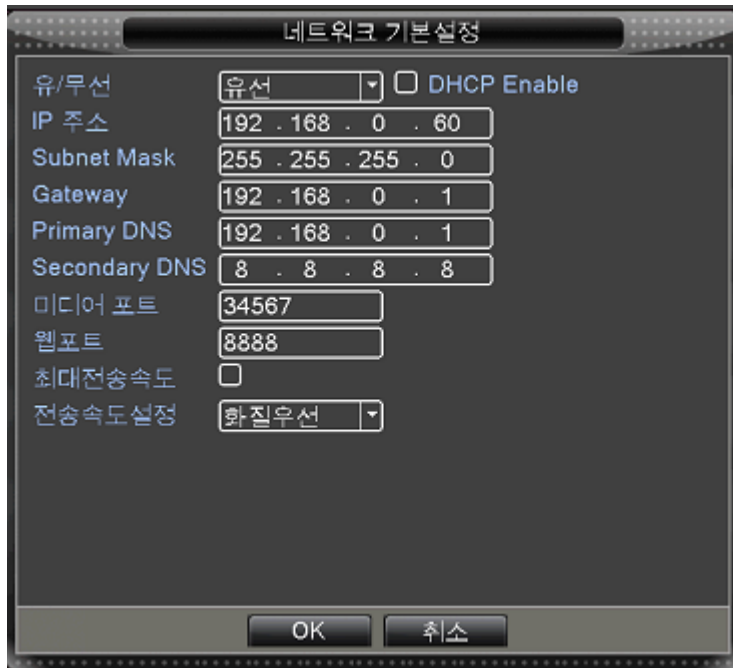 네트워크 기본설정
유/무선 유선 DHCP Enable
IP 주소 192 . 168 . 0 . 60
Subnet Mask 255 . 255 . 255 . 0
Gateway 192 . 168 . 0 . 1
Primary DNS 192 . 168 . 0 . 1
Secondary DNS 8 . 8 . 8 . 8
미디어 포트 34567
웹포트 8888
최대전송속도
전송속도설정 화질우선
OK 취소